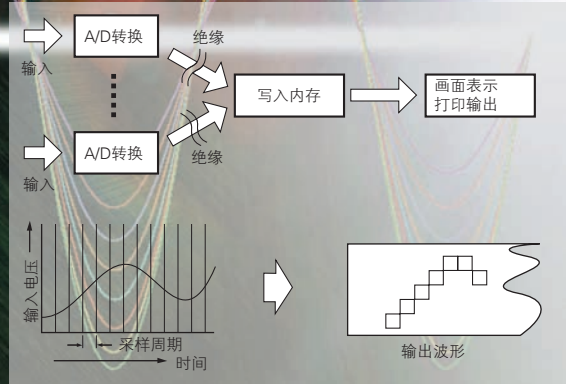 A/D转换
绝缘
输入
写入内存
画面表示
打印输出
A/D转换
绝缘
输入
输入电压
采样周期
时间
输出波形